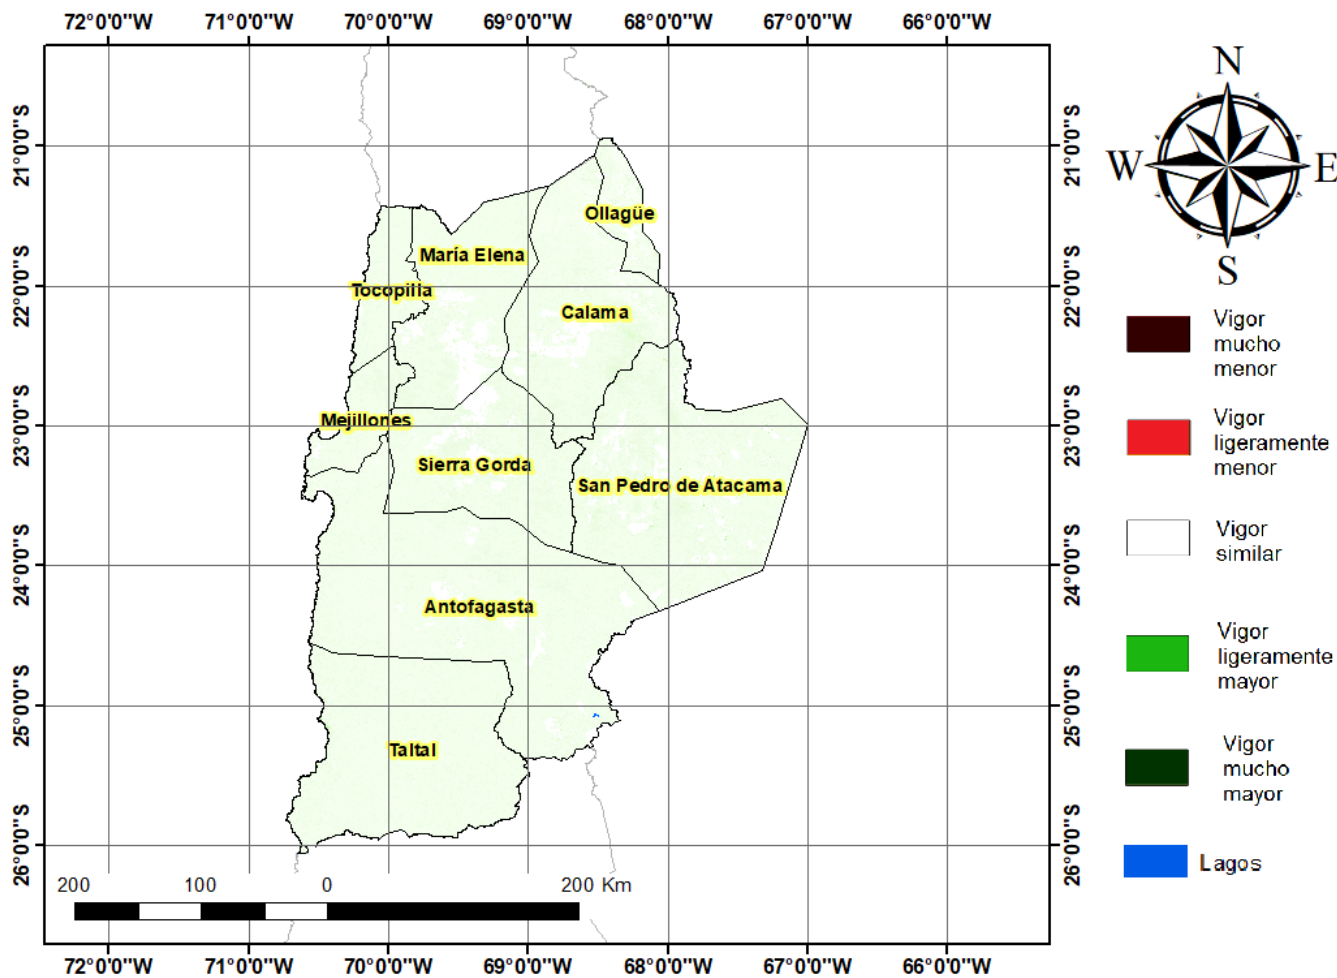 72°0'0"W 71°0'0"W 70°0'0"W 69°0'0"W 68°0'0"W 67°0'0"W 66°0'0"W
N
W E
S
21°0'0"S 21°0'0"S
22°0'0"S 22°0'0"S
23°0'0"S 23°0'0"S
24°0'0"S 24°0'0"S
25°0'0"S 25°0'0"S
26°0'0"S 26°0'0"S
Ollagüe
María Elena
Tocopilla
Calama
Mejillones
Sierra Gorda
San Pedro de Atacama
Antofagasta
Taltal
200 100 0 200 Km
72°0'0"W 71°0'0"W 70°0'0"W 69°0'0"W 68°0'0"W 67°0'0"W 66°0'0"W
Vigor
mucho
menor
Vigor
ligeramente
menor
Vigor
similar
Vigor
ligeramente
mayor
Vigor
mucho
mayor
Lagos